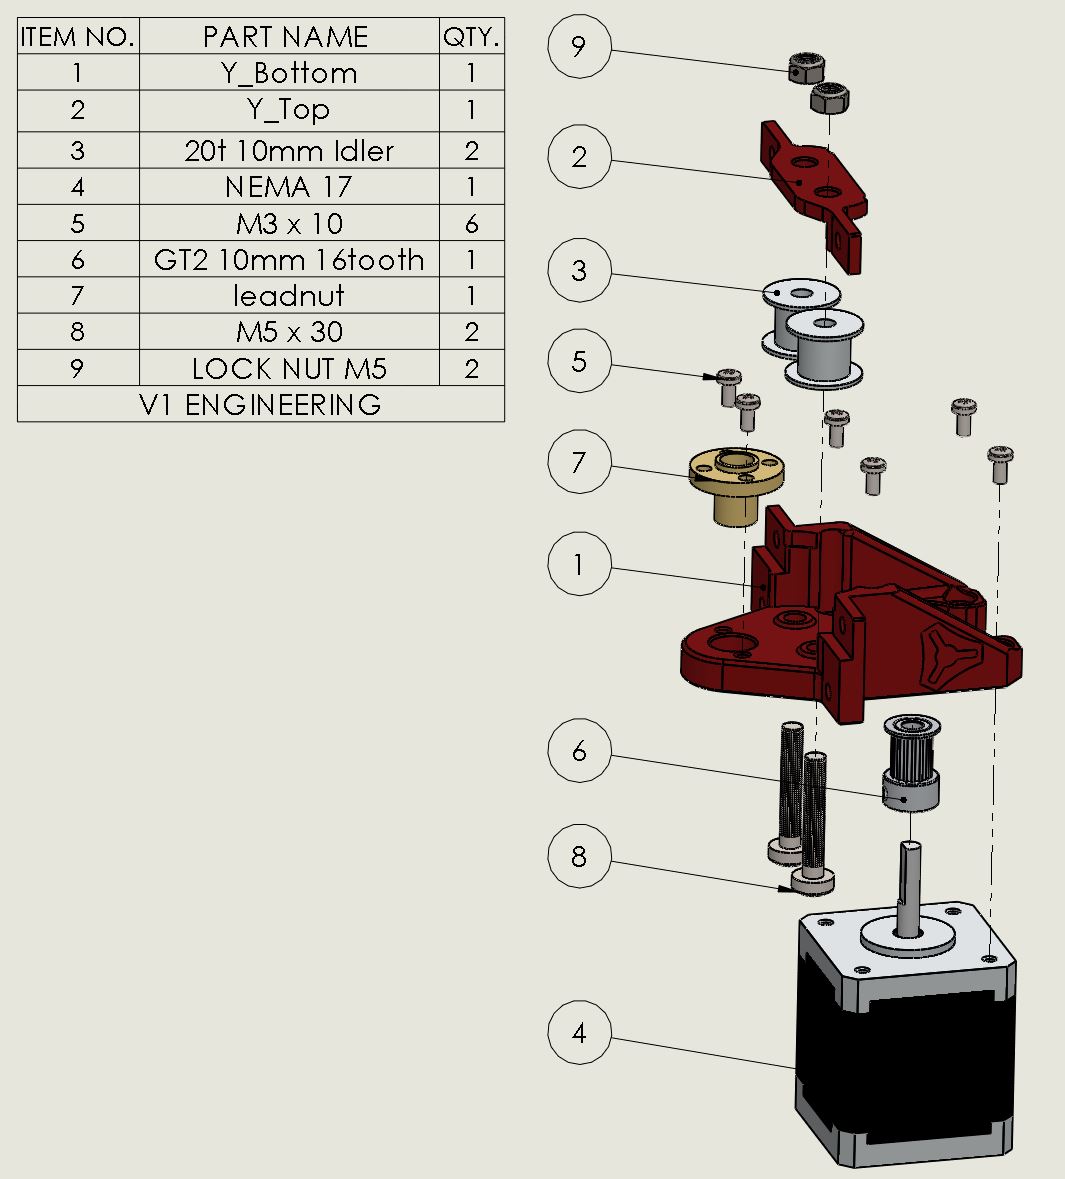 ITEM NO. PART NAME QTY.
1 Y_Bottom 1
2 Y_Top 1
3 20t 10mm Idler 2
4 NEMA 17 1
5 M3 x 10 6
6 GT2 10mm 16tooth 1
7 leadnut 1
8 M5 x 30 2
9 LOCK NUT M5 2
V1 ENGINEERING
9
2
3
5
7
1
6
8
4